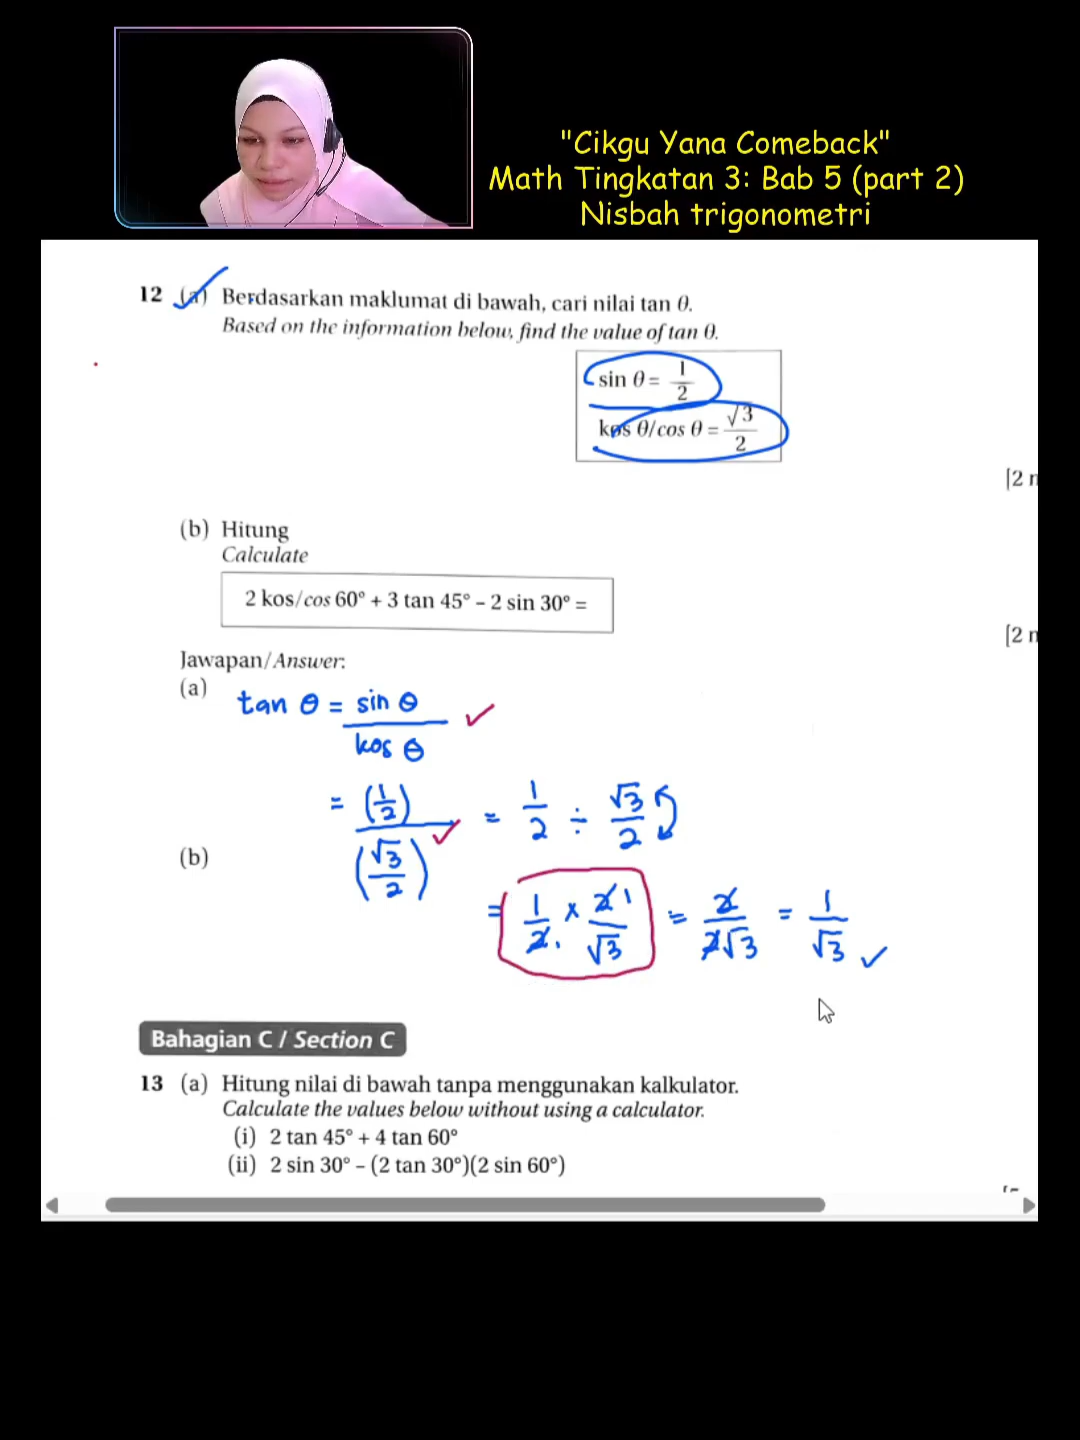 "Cikgu Yana Comeback"
Math Tingkatan 3: Bab 5 (part 2)
Nisbah trigonometri
12 (a) Berdasarkan maklumat di bawah, cari nilai tan θ.
Based on the information below, find the value of tan θ.
sin θ = 1/2
kos θ/cos θ = √3/2
[2
(b) Hitung
Calculate
2 kos/cos 60° + 3 tan 45° – 2 sin 30° =
[2
Jawapan/Answer:
(a) tan θ = sin θ / kos θ ✓
= (1/2) / (√3/2) ✓ = 1/2 ÷ √3/2
(b)
= 1/2 × 2/√3 = 2/2√3 = 1/√3 ✓
Bahagian C / Section C
13 (a) Hitung nilai di bawah tanpa menggunakan kalkulator.
Calculate the values below without using a calculator.
(i) 2 tan 45° + 4 tan 60°
(ii) 2 sin 30° – (2 tan 30°)(2 sin 60°)